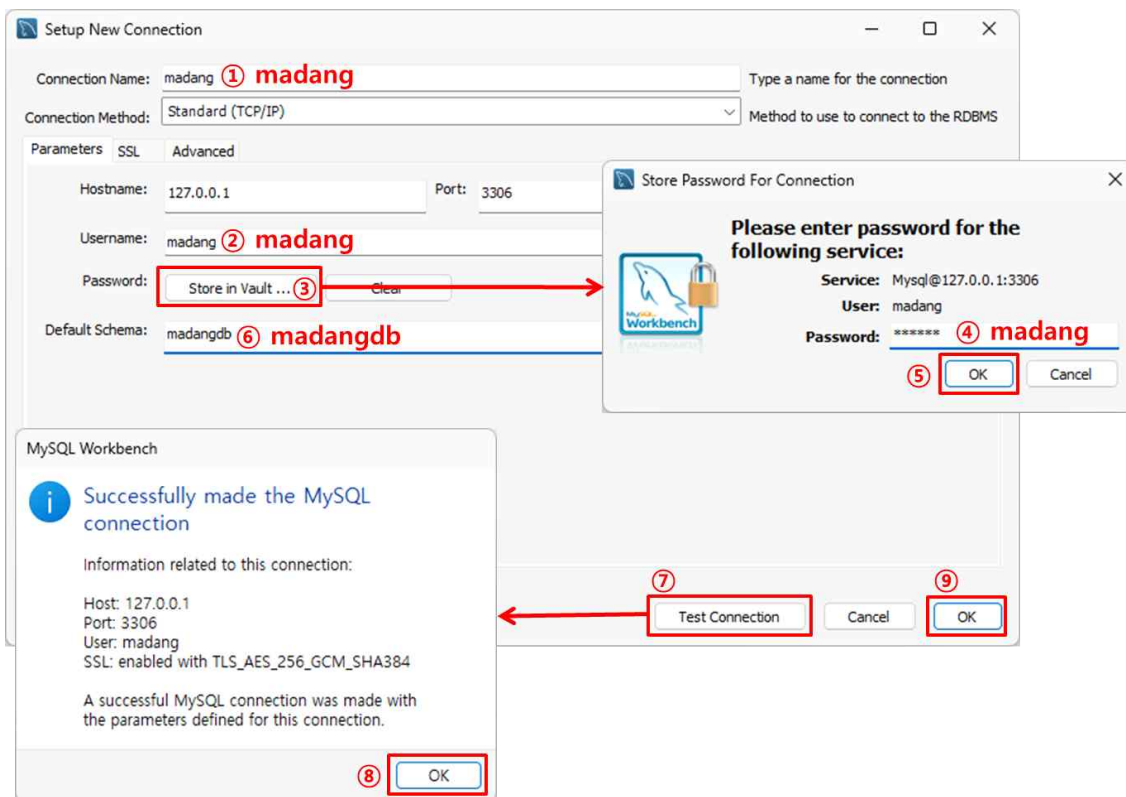 Setup New Connection
Connection Name: madang ① madang Type a name for the connection
Connection Method: Standard (TCP/IP) Method to use to connect to the RDBMS
Parameters SSL Advanced
Hostname: 127.0.0.1 Port: 3306
Username: madang ② madang
Password: Store in Vault ... ③ Clear
Default Schema: madangdb ⑥ madangdb
Store Password For Connection
Please enter password for the
following service:
Service: Mysql@127.0.0.1:3306
User: madang
Password: ****** ④ madang
MySQL
Workbench
⑤ OK Cancel
MySQL Workbench
Successfully made the MySQL
connection
Information related to this connection:
Host: 127.0.0.1
Port: 3306
User: madang
SSL: enabled with TLS_AES_256_GCM_SHA384
A successful MySQL connection was made with
the parameters defined for this connection.
⑧ OK
⑦ ⑨
Test Connection Cancel OK